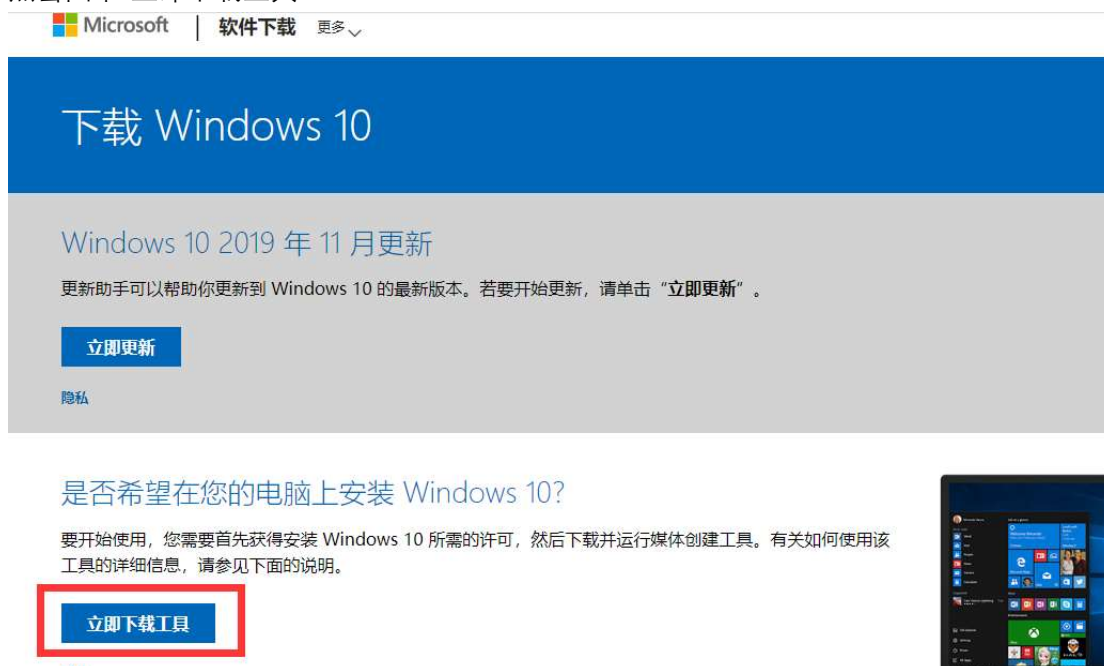 Microsoft | 软件下载 更多
下载 Windows 10
Windows 10 2019 年 11 月更新
更新助手可以帮助你更新到 Windows 10 的最新版本。若要开始更新，请单击“立即更新”。
立即更新
隐私
是否希望在您的电脑上安装 Windows 10?
要开始使用，您需要首先获得安装 Windows 10 所需的许可，然后下载并运行媒体创建工具。有关如何使用该
工具的详细信息，请参见下面的说明。
立即下载工具